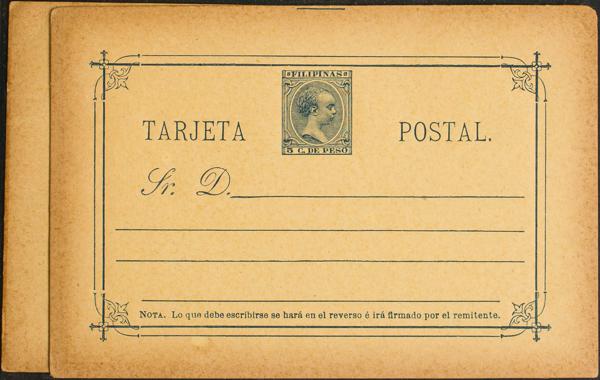 FILIPINAS
5 C. DE PESO
TARJETA POSTAL.
Sr. D.
NOTA. Lo que debe escribirse se hará en el reverso é irá firmado por el remitente.